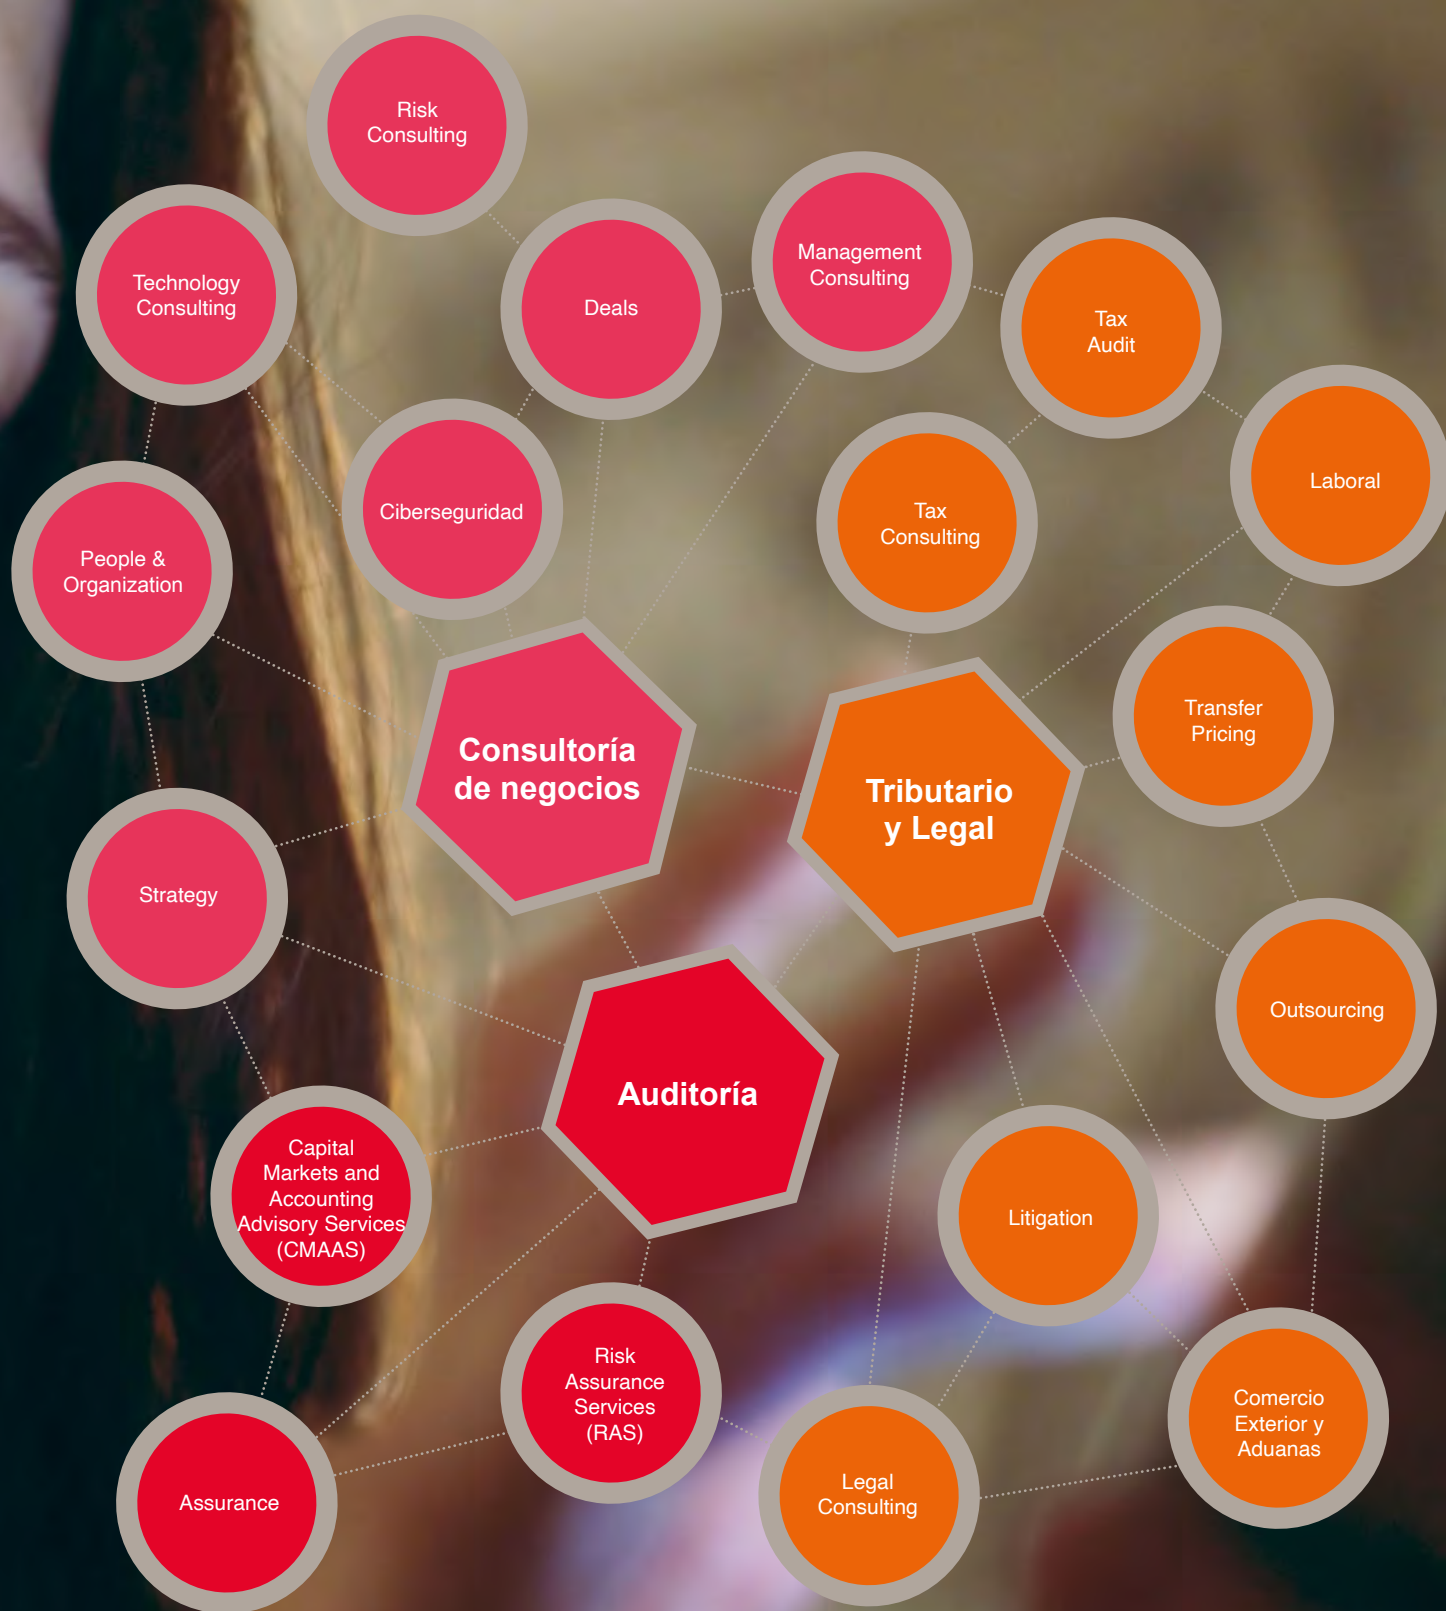 Risk
Consulting
Technology
Consulting
Deals
Management
Consulting
Tax
Audit
Laboral
People &
Organization
Ciberseguridad
Tax
Consulting
Transfer
Pricing
Consultoría
de negocios
Tributario
y Legal
Strategy
Outsourcing
Auditoría
Capital
Markets and
Accounting
Advisory Services
(CMAAS)
Litigation
Risk
Assurance
Services
(RAS)
Comercio
Exterior y
Aduanas
Assurance
Legal
Consulting